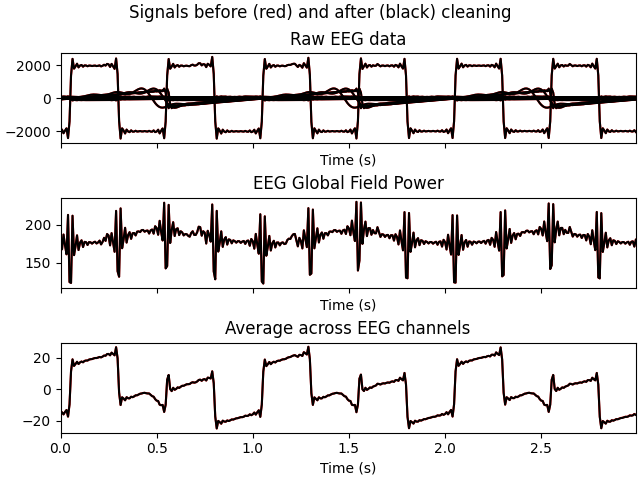 Signals before (red) and after (black) cleaning
Raw EEG data
2000
0
−2000
Time (s)
EEG Global Field Power
200
150
Time (s)
Average across EEG channels
20
0
−20
0.0 0.5 1.0 1.5 2.0 2.5
Time (s)